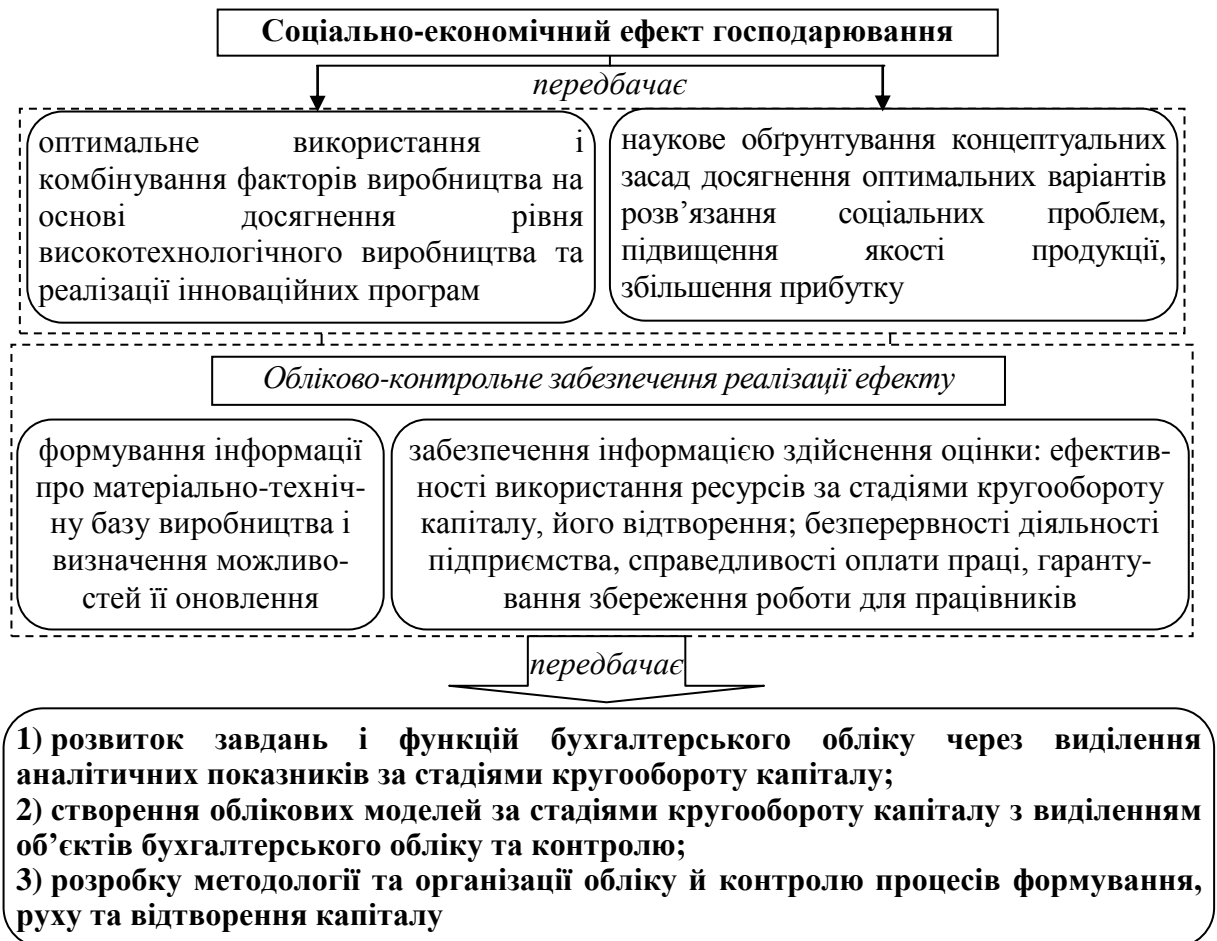 Соціально-економічний ефект господарювання
передбачає
оптимальне використання і
комбінування факторів виробництва на
основі досягнення рівня
високотехнологічного виробництва та
реалізації інноваційних програм
наукове обґрунтування концептуальних
засад досягнення оптимальних варіантів
розв’язання соціальних проблем,
підвищення якості продукції,
збільшення прибутку
Обліково-контрольне забезпечення реалізації ефекту
формування інформації
про матеріально-техніч-
ну базу виробництва і
визначення можливо-
стей її оновлення
забезпечення інформацією здійснення оцінки: ефектив-
ності використання ресурсів за стадіями кругообороту
капіталу, його відтворення; безперервності діяльності
підприємства, справедливості оплати праці, гаранту-
вання збереження роботи для працівників
передбачає
1) розвиток завдань і функцій бухгалтерського обліку через виділення
аналітичних показників за стадіями кругообороту капіталу;
2) створення облікових моделей за стадіями кругообороту капіталу з виділенням
об’єктів бухгалтерського обліку та контролю;
3) розробку методології та організації обліку й контролю процесів формування,
руху та відтворення капіталу